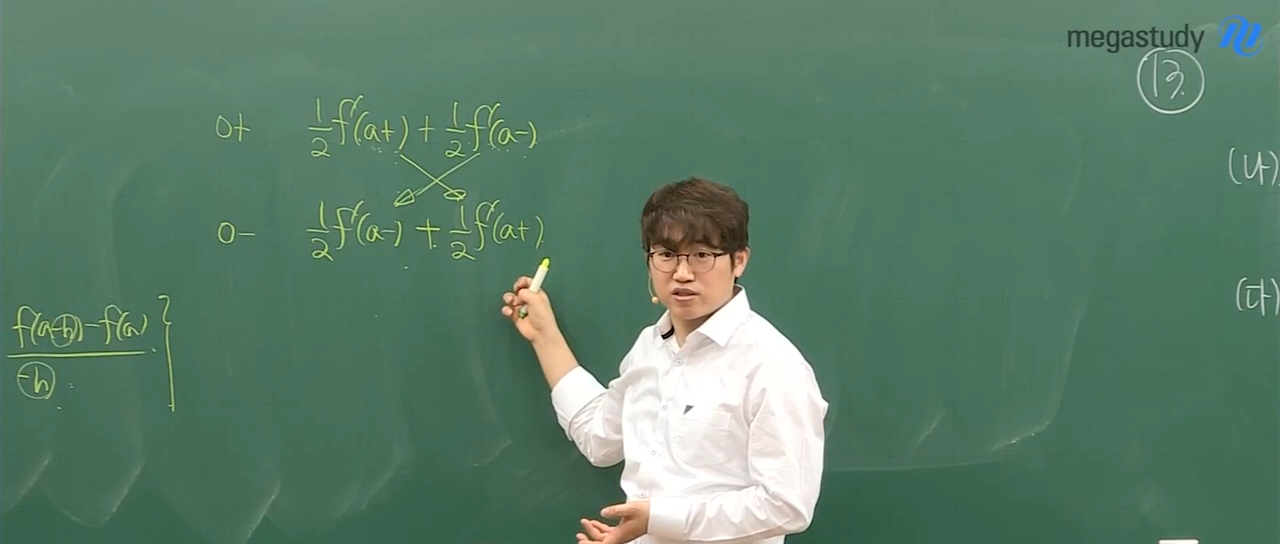 megastudy
⑬
0+ 1/2 f'(a+) + 1/2 f'(a-)
(나)
0- 1/2 f'(a-) + 1/2 f'(a+)
(다)
f(a-h)-f(a) }
-h